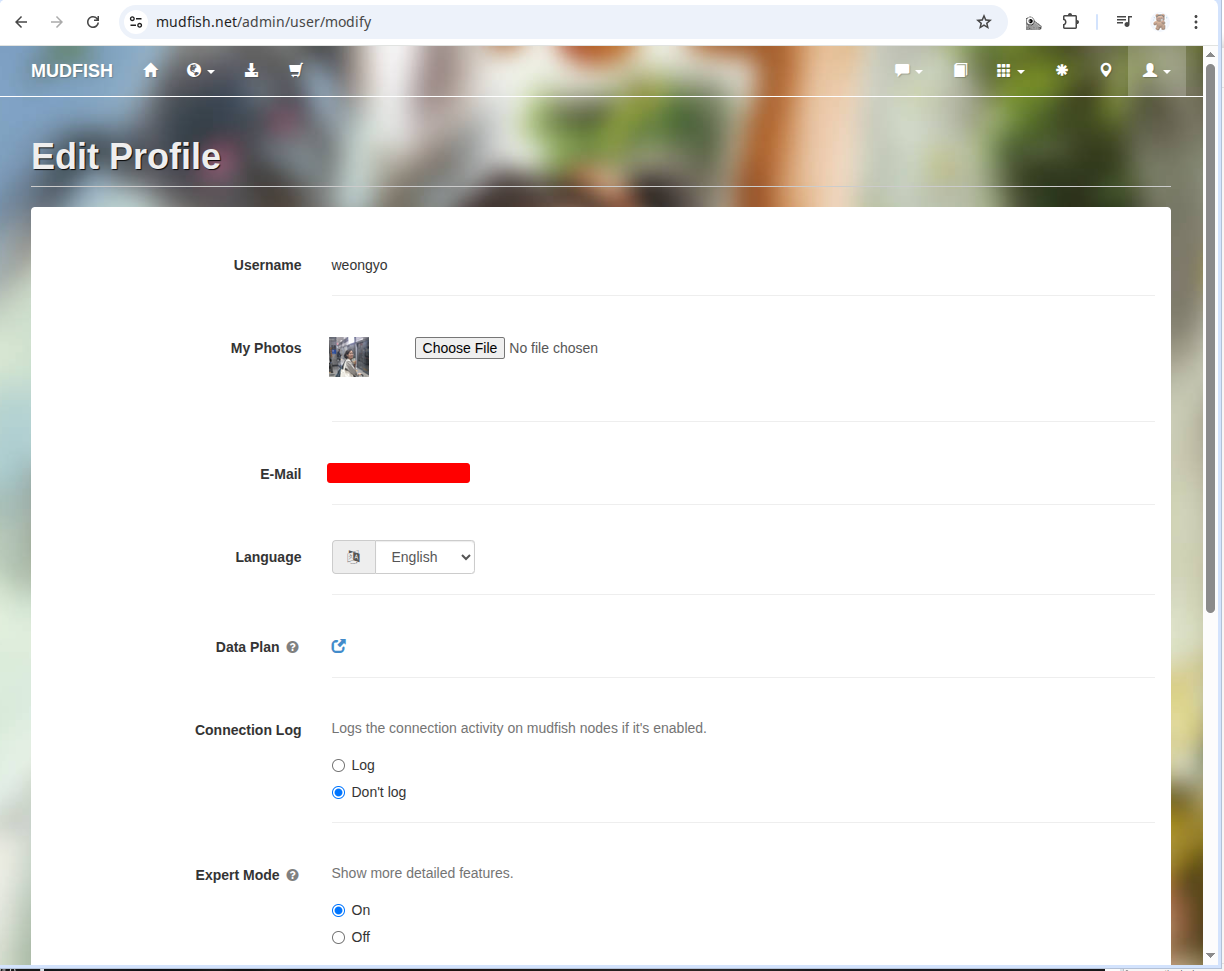 mudfish.net/admin/user/modify
MUDFISH
Edit Profile
Username weongyo
My Photos Choose File No file chosen
E-Mail
Language English
Data Plan
Connection Log Logs the connection activity on mudfish nodes if it's enabled.
Log
Don't log
Expert Mode Show more detailed features.
On
Off